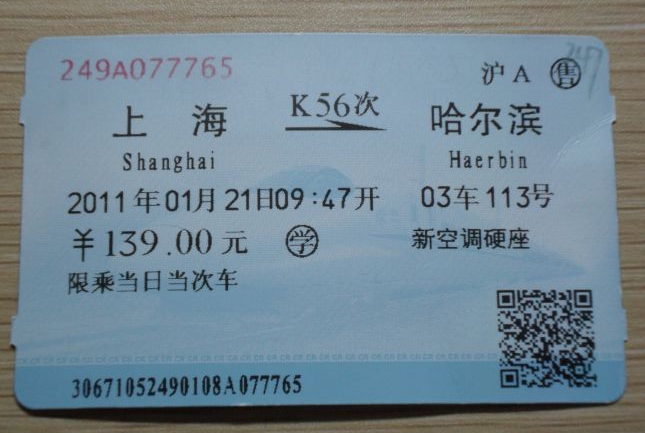 249A077765 沪A 售
上海 K56次 哈尔滨
Shanghai Haerbin
2011年01月21日09:47开 03车113号
￥139.00元 学 新空调硬座
限乘当日当次车
30671052490108A077765